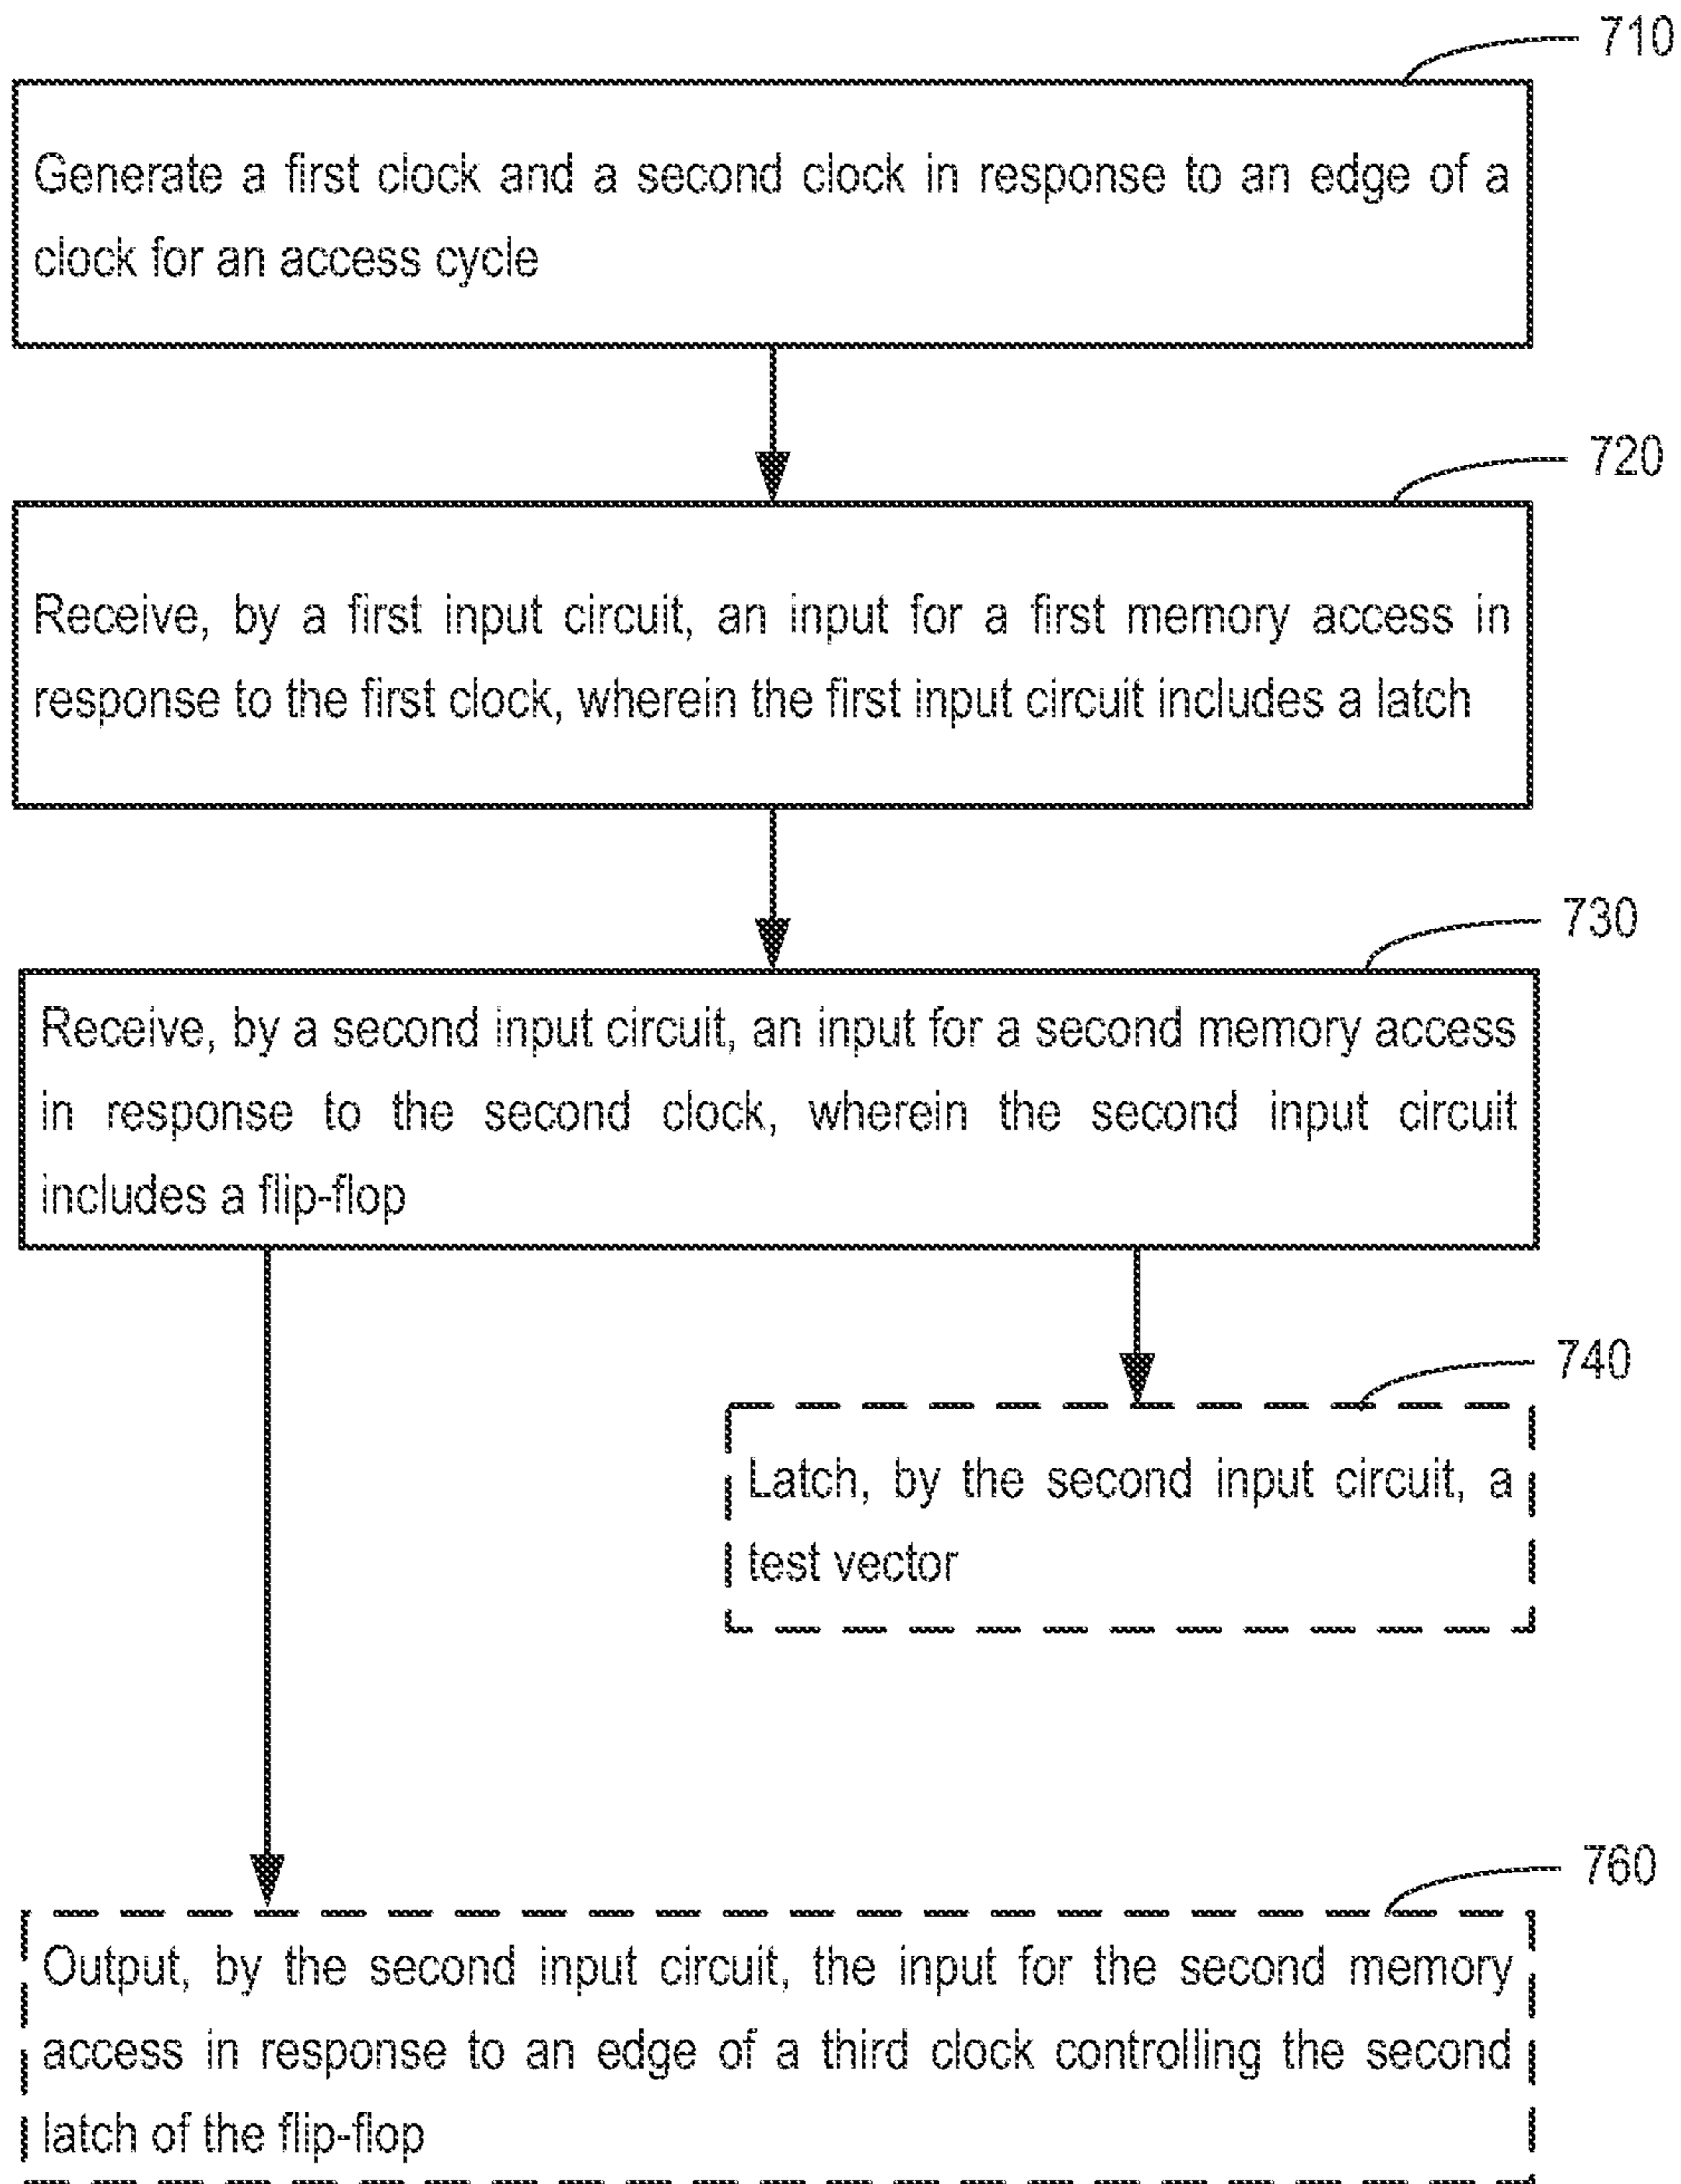 710
Generate a first clock and a second clock in response to an edge of a
clock for an access cycle
720
Receive, by a first input circuit, an input for a first memory access in
response to the first clock, wherein the first input circuit includes a latch
730
Receive, by a second input circuit, an input for a second memory access
in response to the second clock, wherein the second input circuit
includes a flip-flop
740
Latch, by the second input circuit, a
test vector
760
Output, by the second input circuit, the input for the second memory
access in response to an edge of a third clock controlling the second
latch of the flip-flop